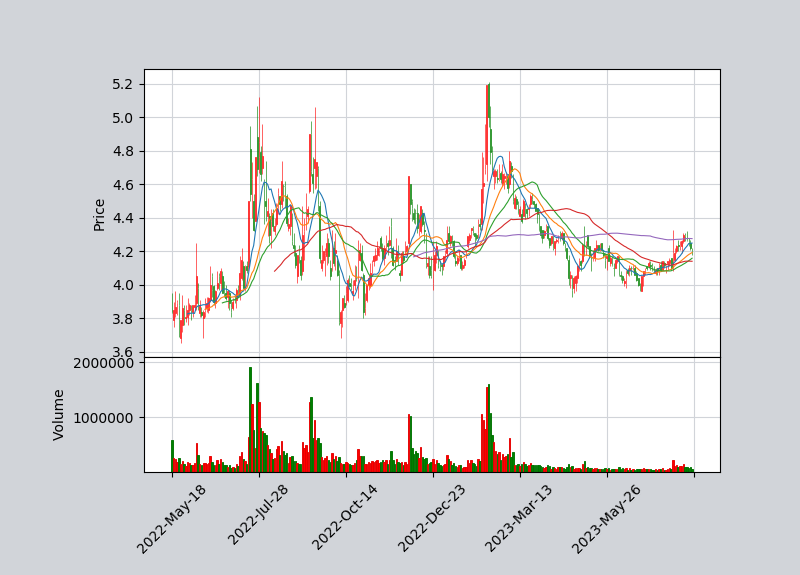 5.2
5.0
4.8
4.6
4.4
4.2
4.0
3.8
3.6
Price
2000000
1000000
Volume
2022-May-18
2022-Jul-28
2022-Oct-14
2022-Dec-23
2023-Mar-13
2023-May-26